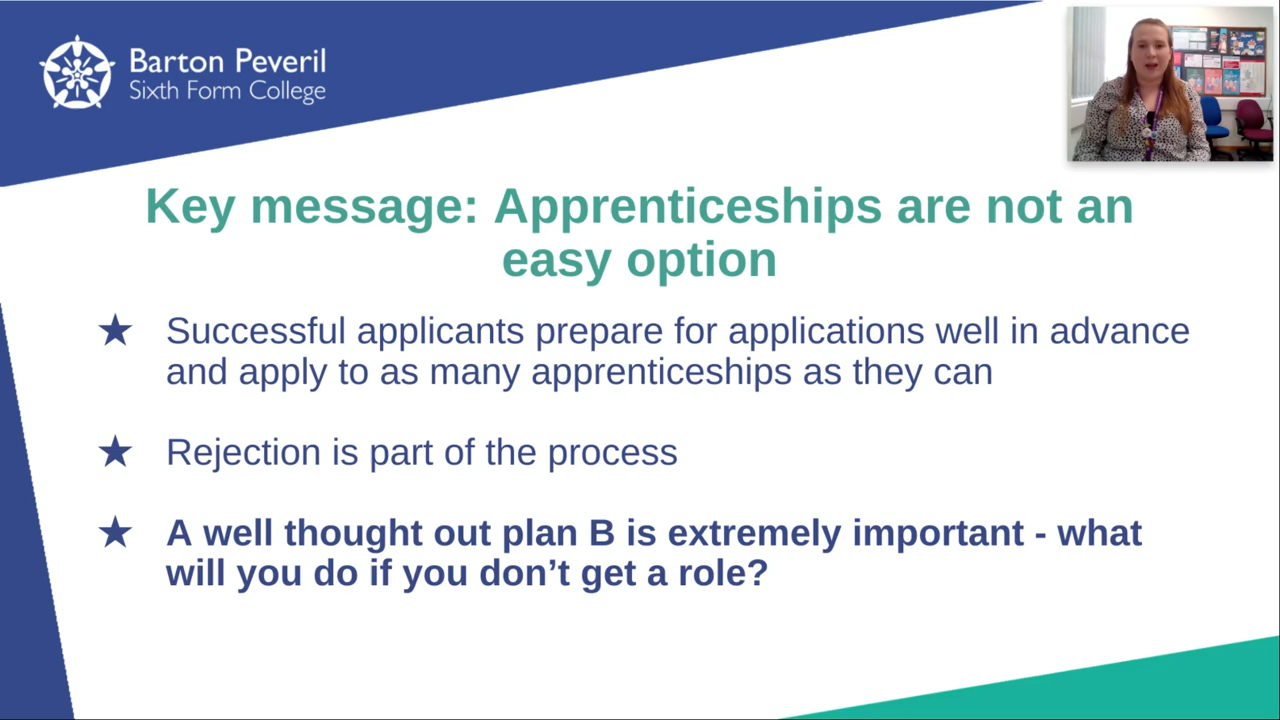 Barton Peveril
Sixth Form College
Key message: Apprenticeships are not an
easy option
★ Successful applicants prepare for applications well in advance
and apply to as many apprenticeships as they can
★ Rejection is part of the process
★ A well thought out plan B is extremely important - what
will you do if you don’t get a role?